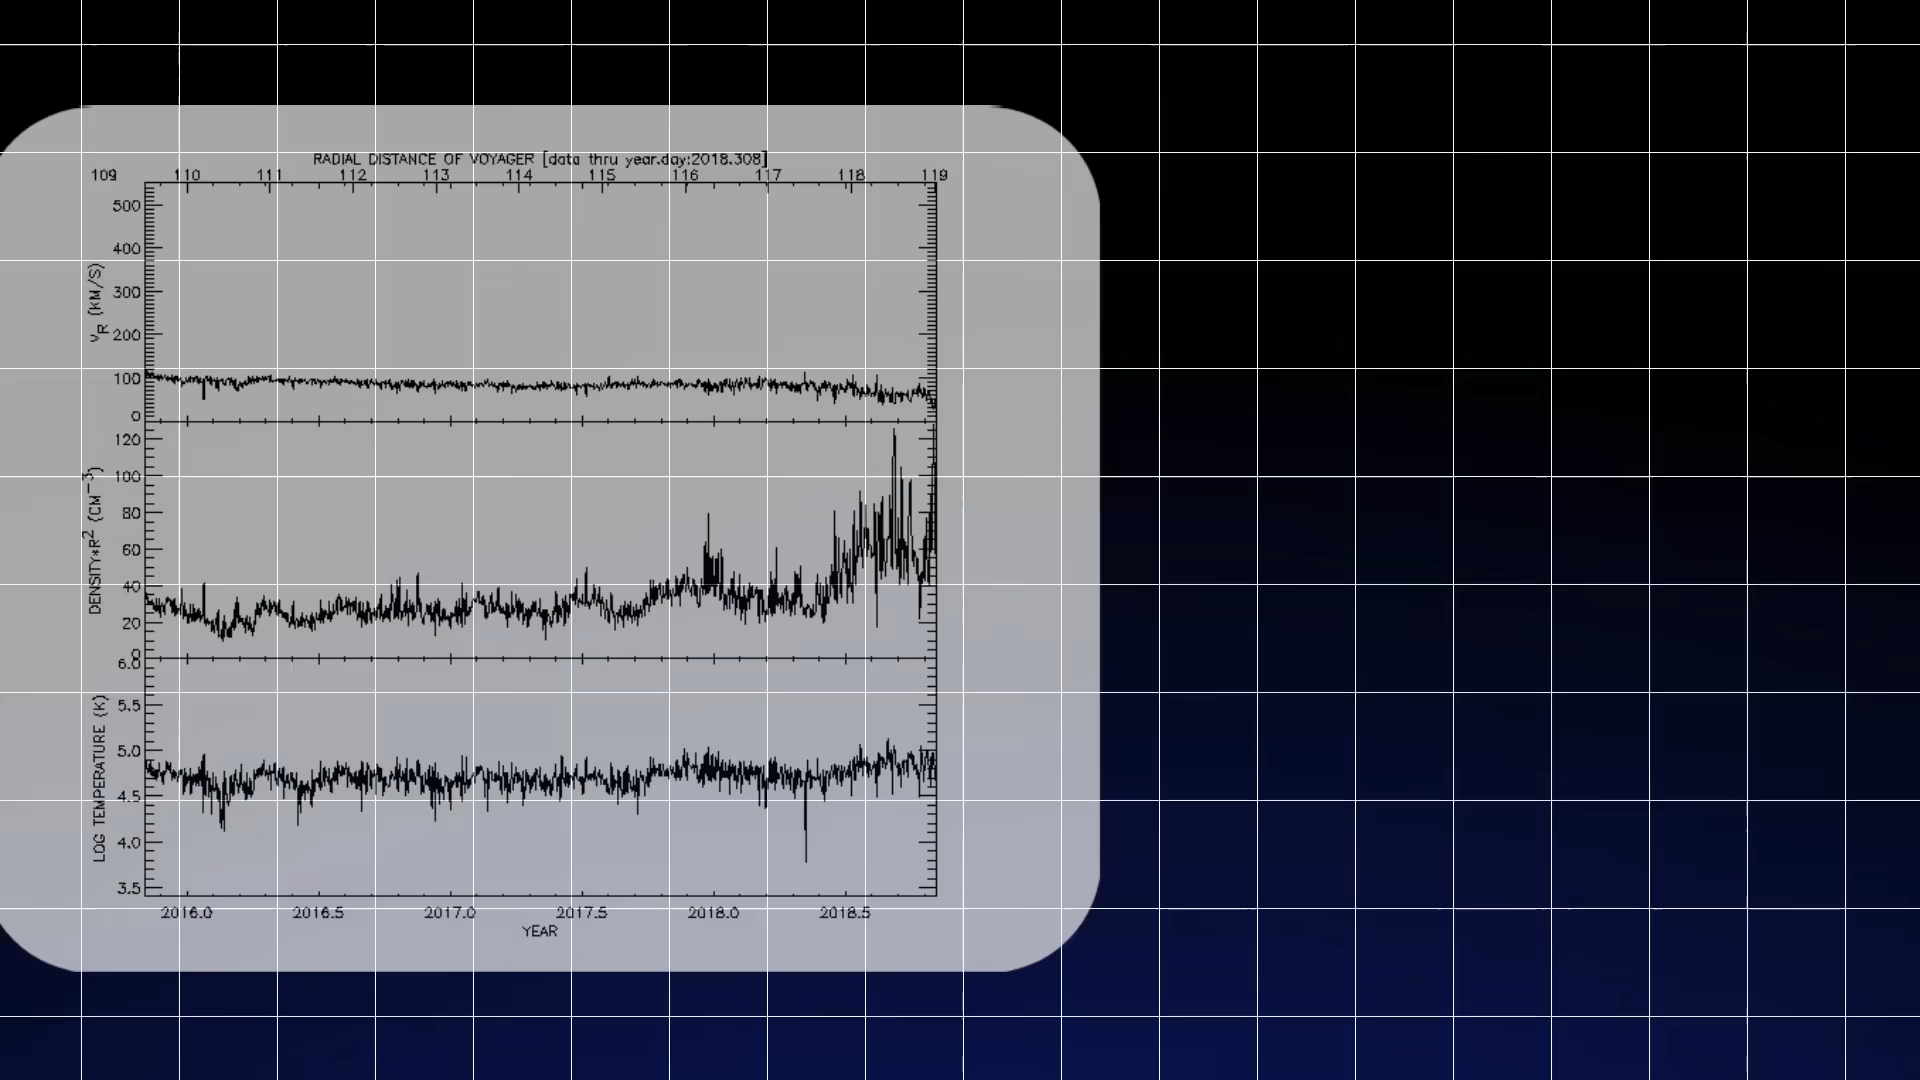 RADIAL DISTANCE OF VOYAGER [data thru year.day:2018.308]
109 110 111 112 113 114 115 116 117 118 119
500
400
300
200
100
0
V_R (KM/S)
120
100
80
60
40
20
0
DENSITY*R² (CM⁻³)
6.0
5.5
5.0
4.5
4.0
3.5
LOG TEMPERATURE (K)
2016.0 2016.5 2017.0 2017.5 2018.0 2018.5
YEAR